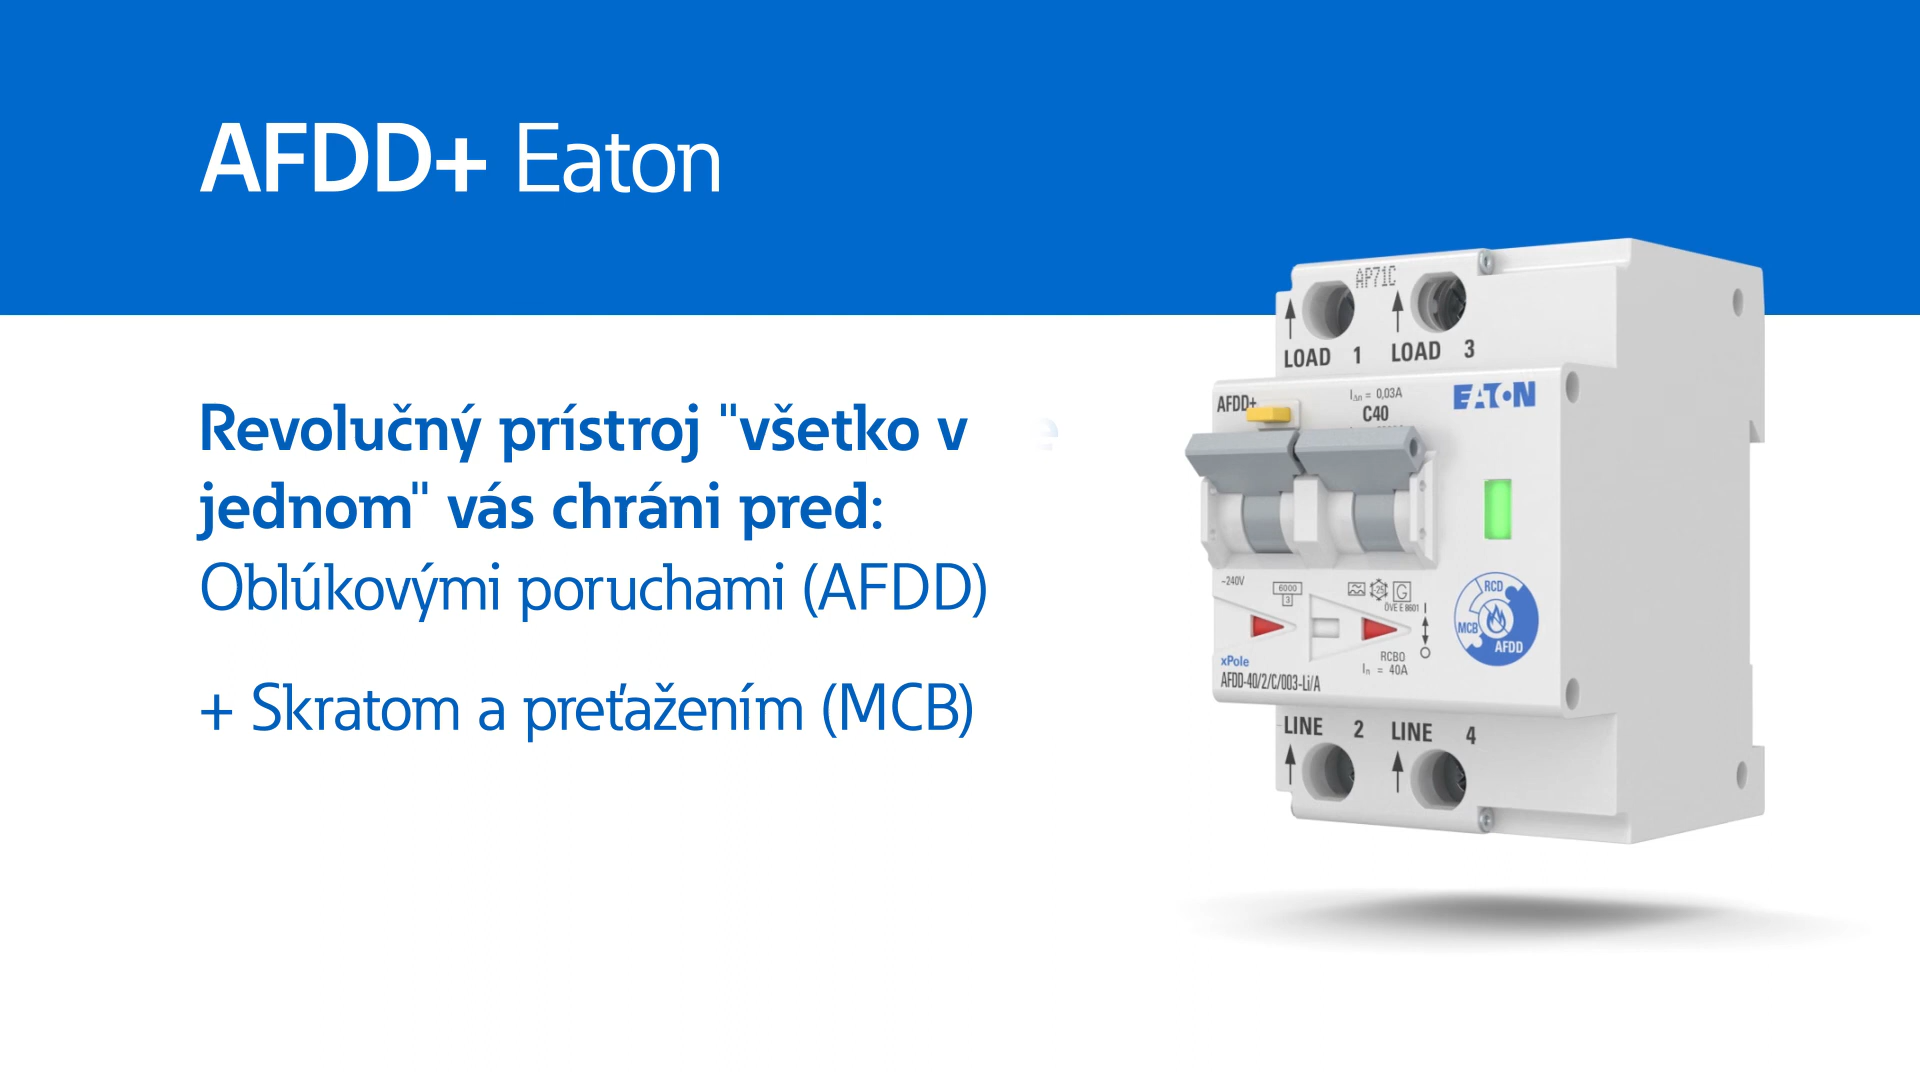 AFDD+ Eaton
Revolučný prístroj "všetko v
jednom" vás chráni pred:
Oblúkovými poruchami (AFDD)
+ Skratom a preťažením (MCB)
AP71C
LOAD 1 LOAD 3
AFDD+
I∆n = 0,03A
C40
EATON
~240V
6000
3
-25
G
ÖVE E 8601
I
RCD
MCB
AFDD
RCBO
In = 40A
xPole
AFDD-40/2/C/003-Li/A
LINE 2 LINE 4